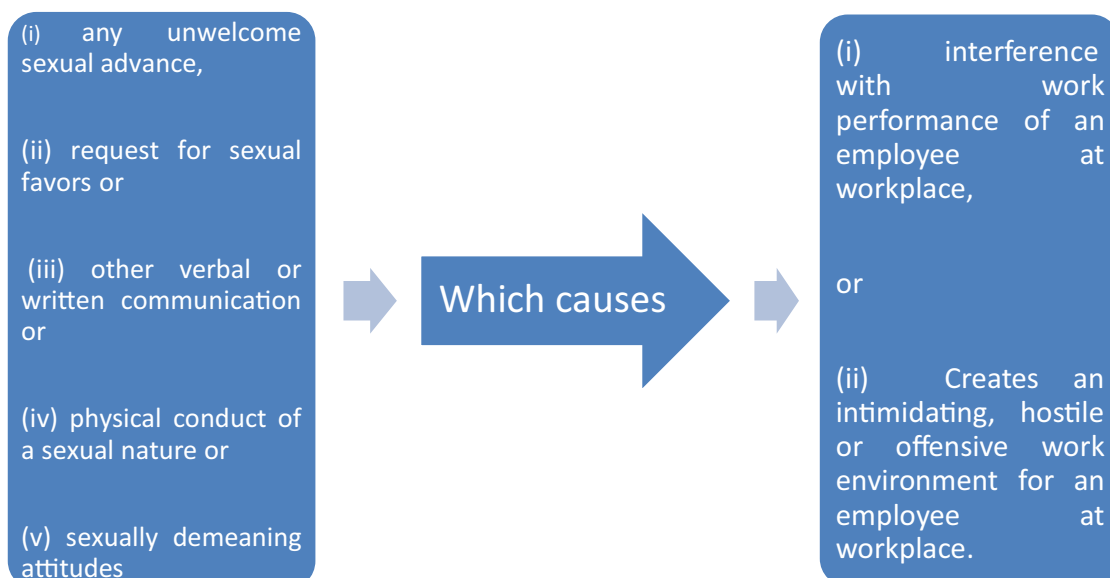 (i) any unwelcome
sexual advance,
(ii) request for sexual
favors or
(iii) other verbal or
written communication
or
(iv) physical conduct of
a sexual nature or
(v) sexually demeaning
attitudes
Which causes
(i) interference
with work
performance of an
employee at
workplace,
or
(ii) Creates an
intimidating, hostile
or offensive work
environment for an
employee at
workplace.